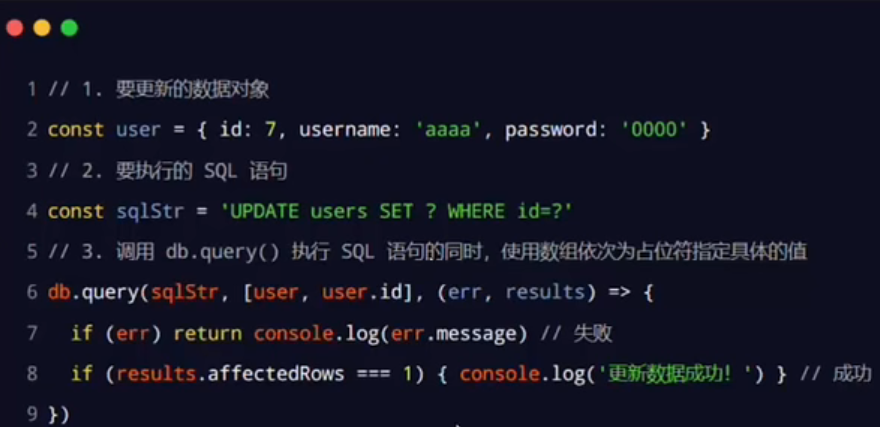 1 // 1. 要更新的数据对象
2 const user = { id: 7, username: 'aaaa', password: '0000' }
3 // 2. 要执行的 SQL 语句
4 const sqlStr = 'UPDATE users SET ? WHERE id=?'
5 // 3. 调用 db.query() 执行 SQL 语句的同时，使用数组依次为占位符指定具体的值
6 db.query(sqlStr, [user, user.id], (err, results) => {
7   if (err) return console.log(err.message) // 失败
8   if (results.affectedRows === 1) { console.log('更新数据成功！') } // 成功
9 })